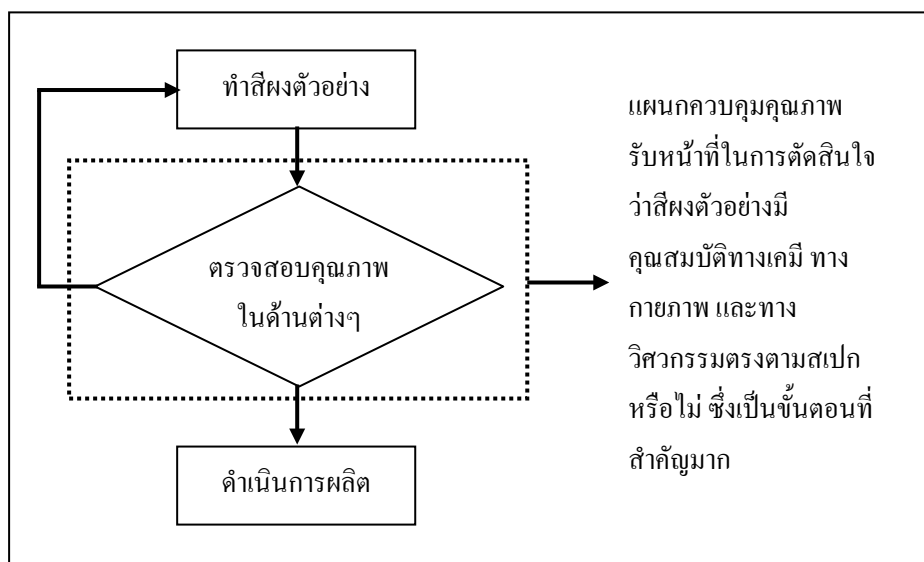 ทำสีผงตัวอย่าง
ตรวจสอบคุณภาพ
ในด้านต่างๆ
ดำเนินการผลิต
แผนกควบคุมคุณภาพ
รับหน้าที่ในการตัดสินใจ
ว่าสีผงตัวอย่างมี
คุณสมบัติทางเคมี ทาง
กายภาพ และทาง
วิศวกรรมตรงตามสเปก
หรือไม่ ซึ่งเป็นขั้นตอนที่
สำคัญมาก